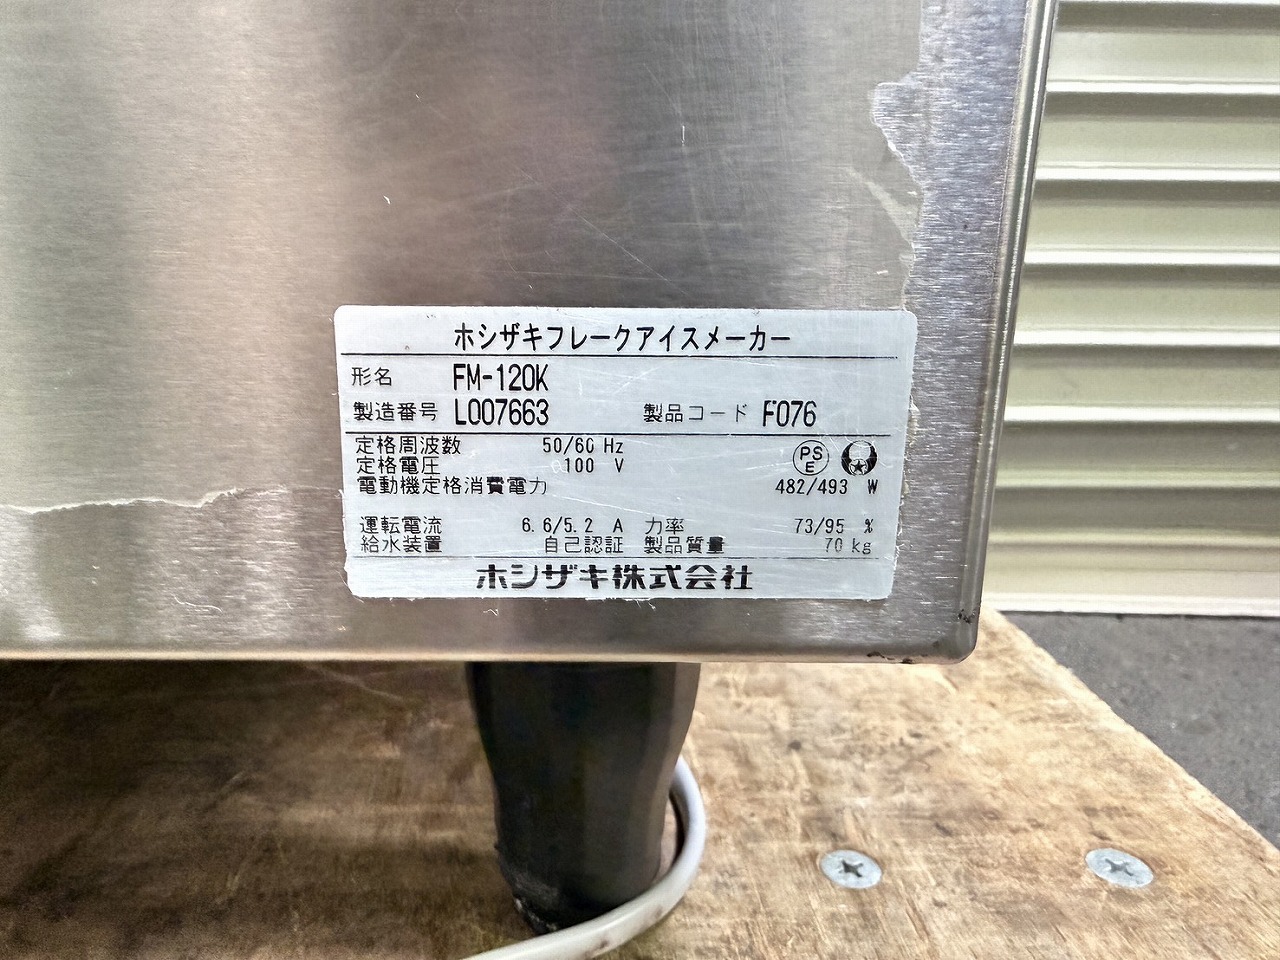 ホシザキフレークアイスメーカー
形名 FM-120K
製造番号 L007663 製品コード F076
定格周波数 50/60 Hz
PS
E
定格電圧 100 V
電動機定格消費電力 482/493 W
運転電流 6.6/5.2 A 力率 73/95 %
給水装置 自己認証 製品質量 70 kg
ホシザキ株式会社